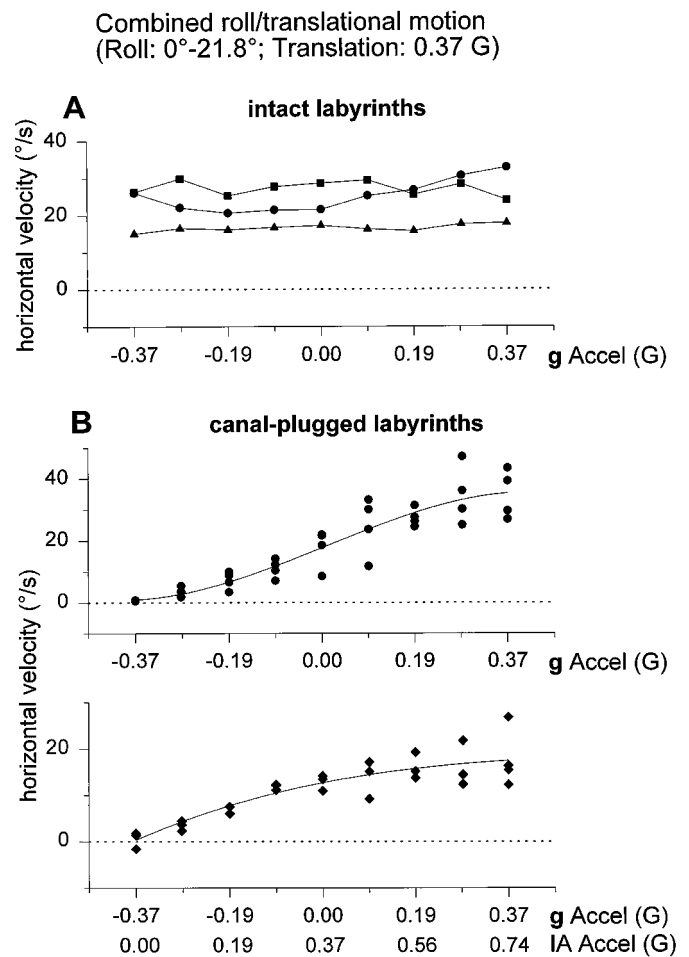 Combined roll/translational motion
(Roll: 0°-21.8°; Translation: 0.37 G)
A
intact labyrinths
horizontal velocity (°/s)
40
20
0
-0.37 -0.19 0.00 0.19 0.37 g Accel (G)
B
canal-plugged labyrinths
horizontal velocity (°/s)
40
20
0
-0.37 -0.19 0.00 0.19 0.37 g Accel (G)
20
0
-0.37 -0.19 0.00 0.19 0.37 g Accel (G)
0.00 0.19 0.37 0.56 0.74 IA Accel (G)